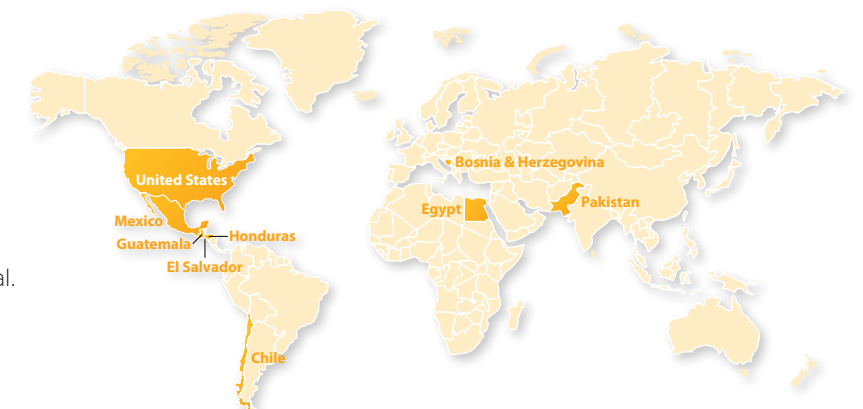 Bosnia & Herzegovina
United States
Pakistan
Egypt
Mexico
Honduras
Guatemala
El Salvador
al.
Chile